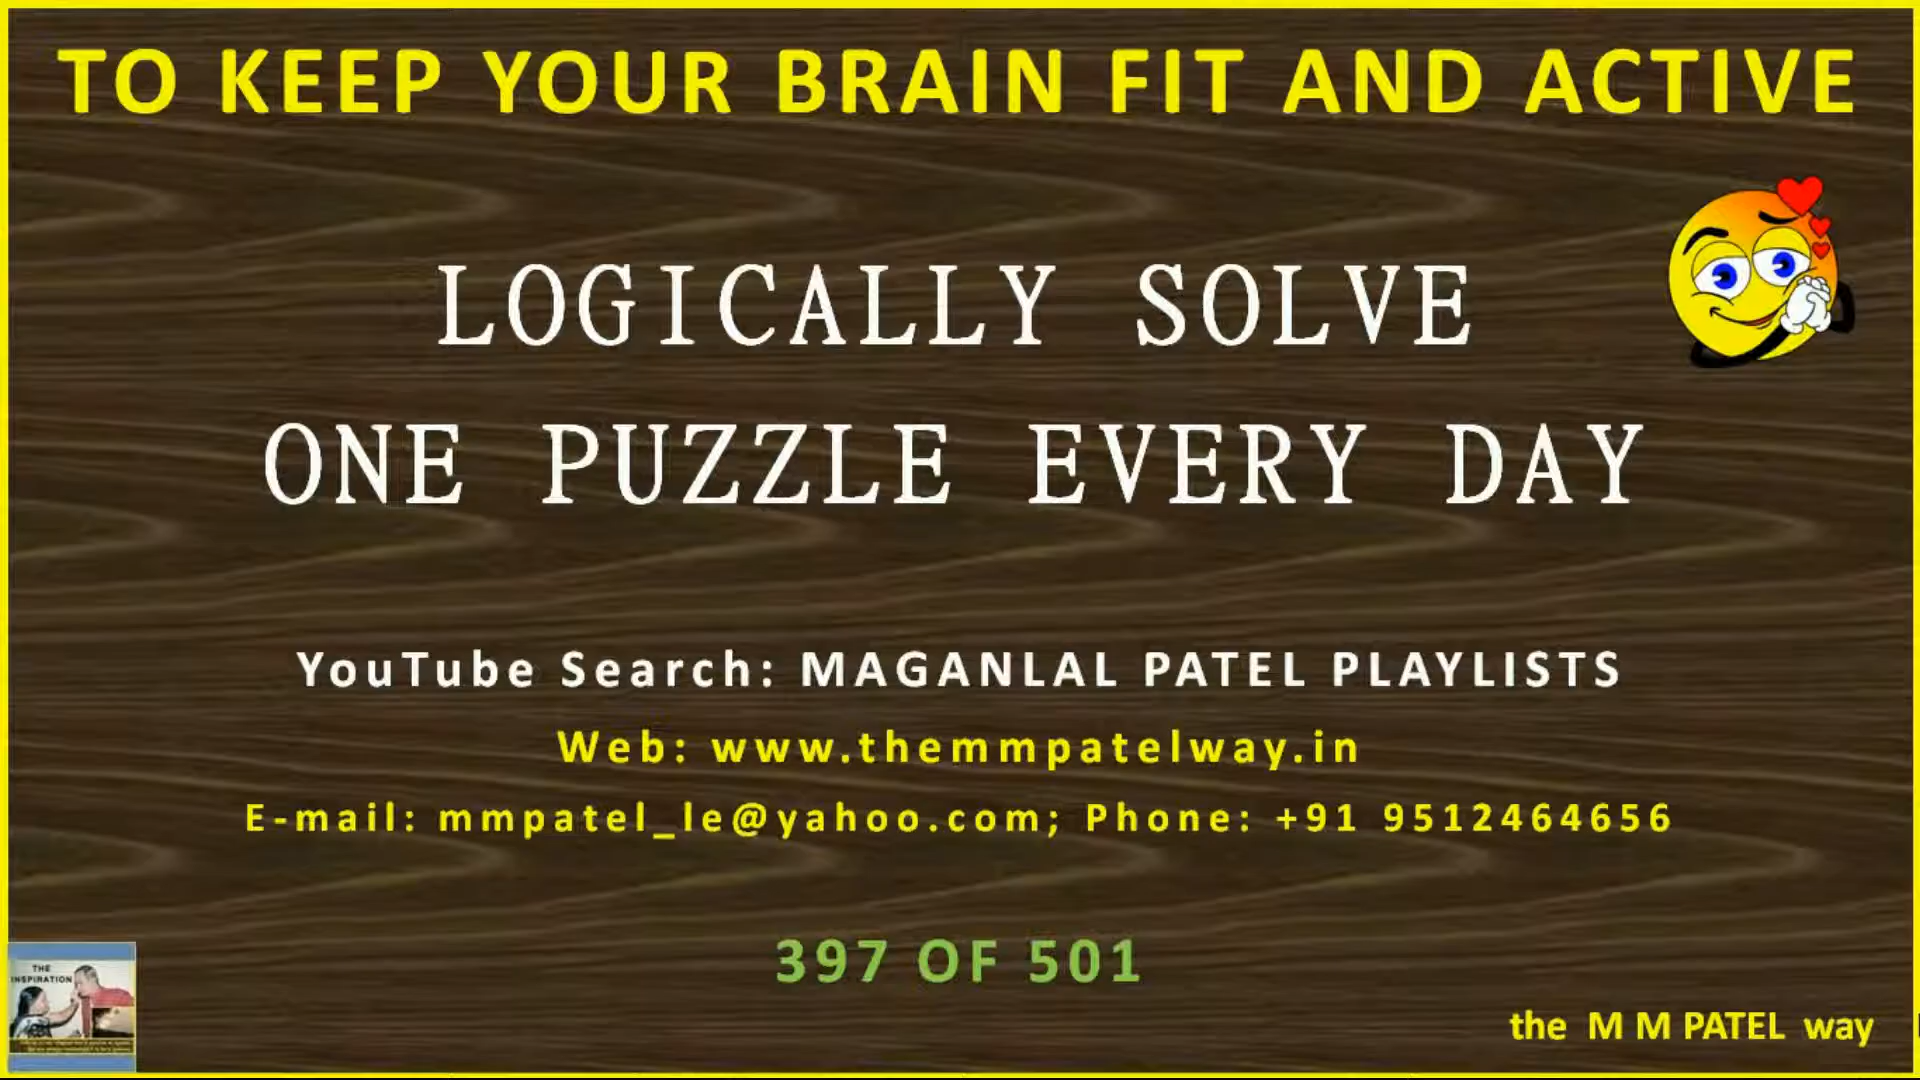 TO KEEP YOUR BRAIN FIT AND ACTIVE
LOGICALLY SOLVE
ONE PUZZLE EVERY DAY
YouTube Search: MAGANLAL PATEL PLAYLISTS
Web: www.themmpatelway.in
E-mail: mmpatel_le@yahoo.com; Phone: +91 9512464656
397 OF 501
THE
INSPIRATION
the M M PATEL way